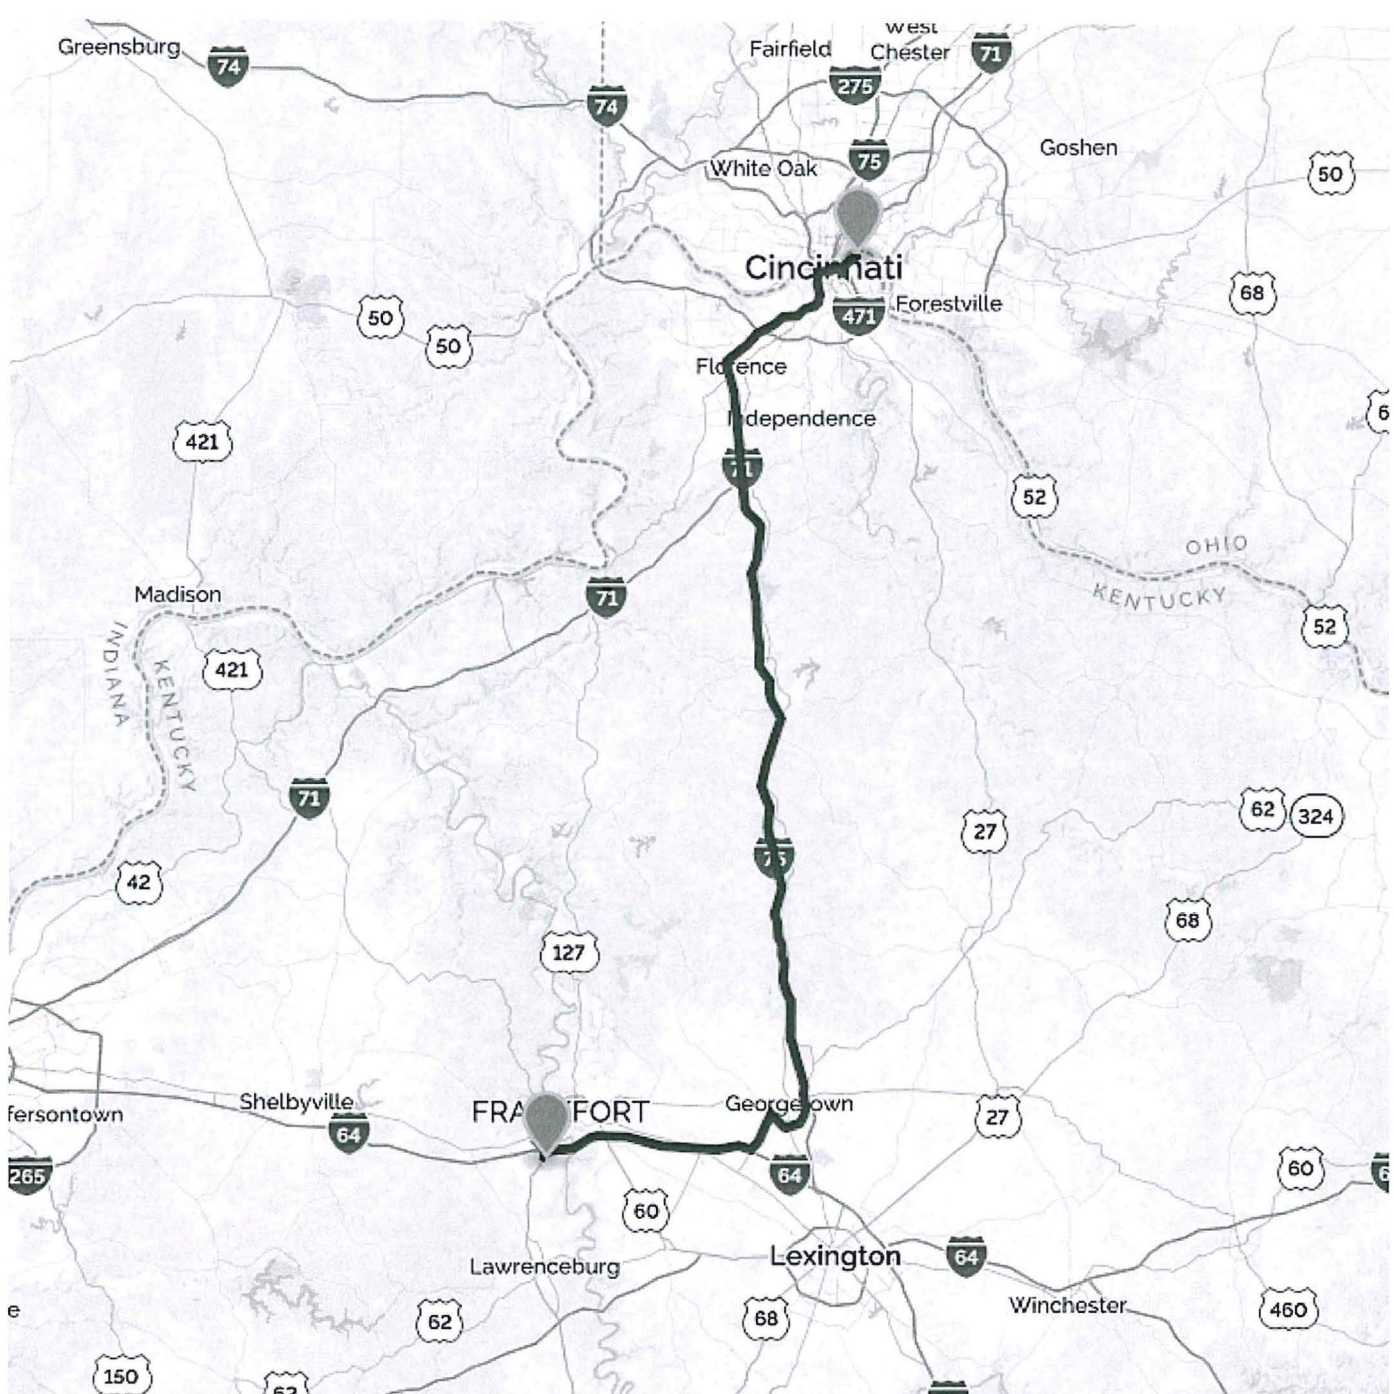 West
Greensburg
Fairfield
Chester
71
74
275
74
Goshen
75
White Oak
50
Cincinnati
68
Forestville
50
471
50
Florence
Independence
421
71
52
OHIO
Madison
71
KENTUCKY
52
INDIANA
KENTUCKY
421
71
62
324
27
75
42
68
127
Shelbyville
FRANKFORT
Georgetown
fersontown
27
64
265
64
60
60
Lexington
64
Lawrenceburg
Winchester
e
62
68
460
150